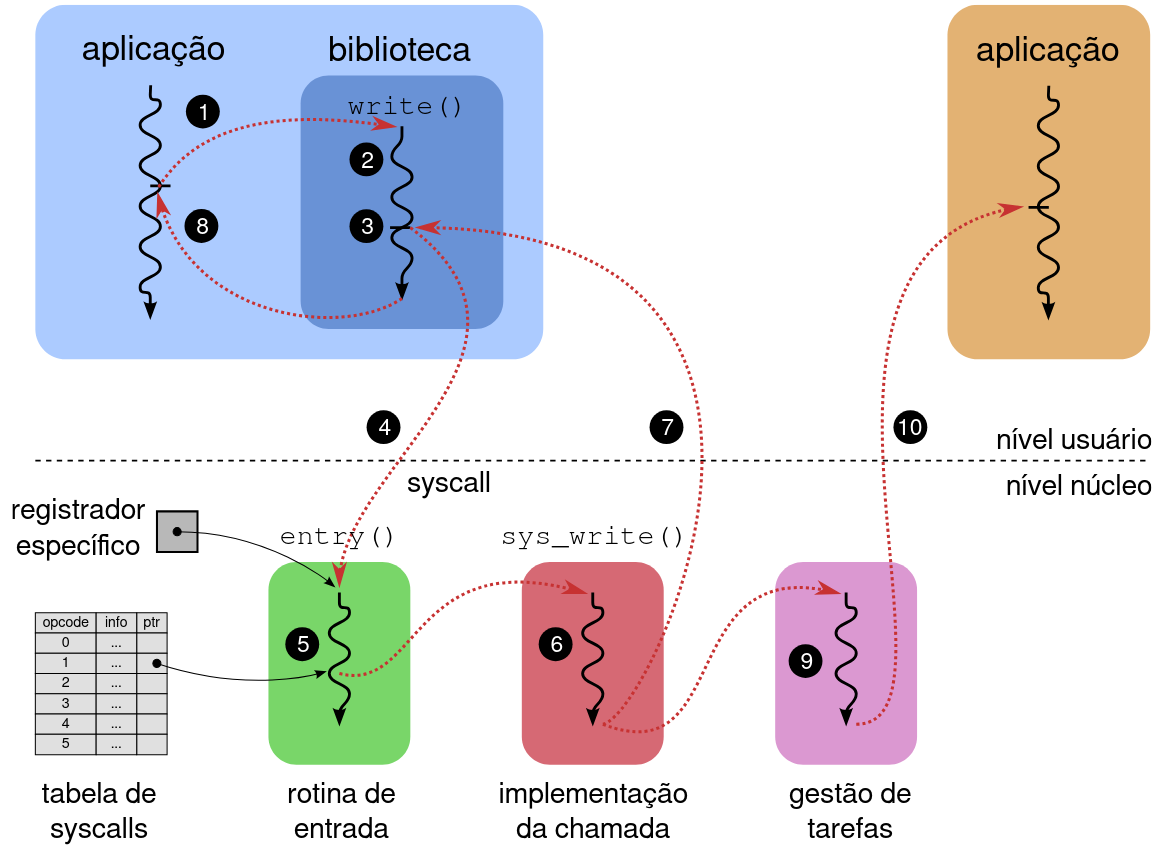 aplicação
biblioteca
aplicação
write()
1
2
3
8
4
7
10
nível usuário
syscall
nível núcleo
registrador
específico
entry()
sys_write()
opcode info ptr
0 ...
1 ...
2 ...
3 ...
4 ...
5 ...
5
6
9
tabela de
syscalls
rotina de
entrada
implementação
da chamada
gestão de
tarefas